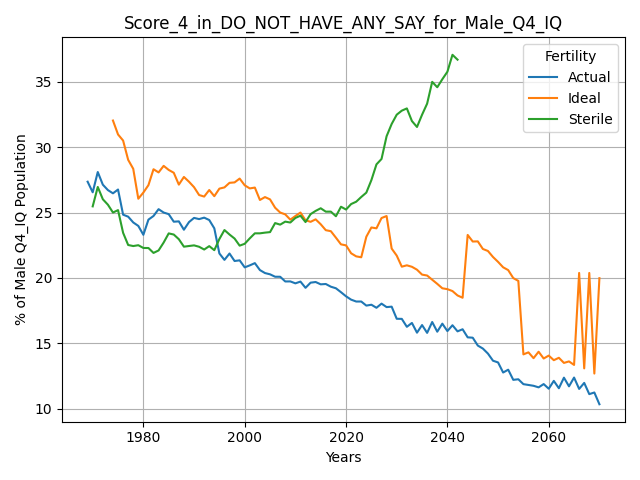 Score_4_in_DO_NOT_HAVE_ANY_SAY_for_Male_Q4_IQ
Fertility
Actual
Ideal
Sterile
% of Male Q4_IQ Population
35
30
25
20
15
10
1980
2000
2020
2040
2060
Years